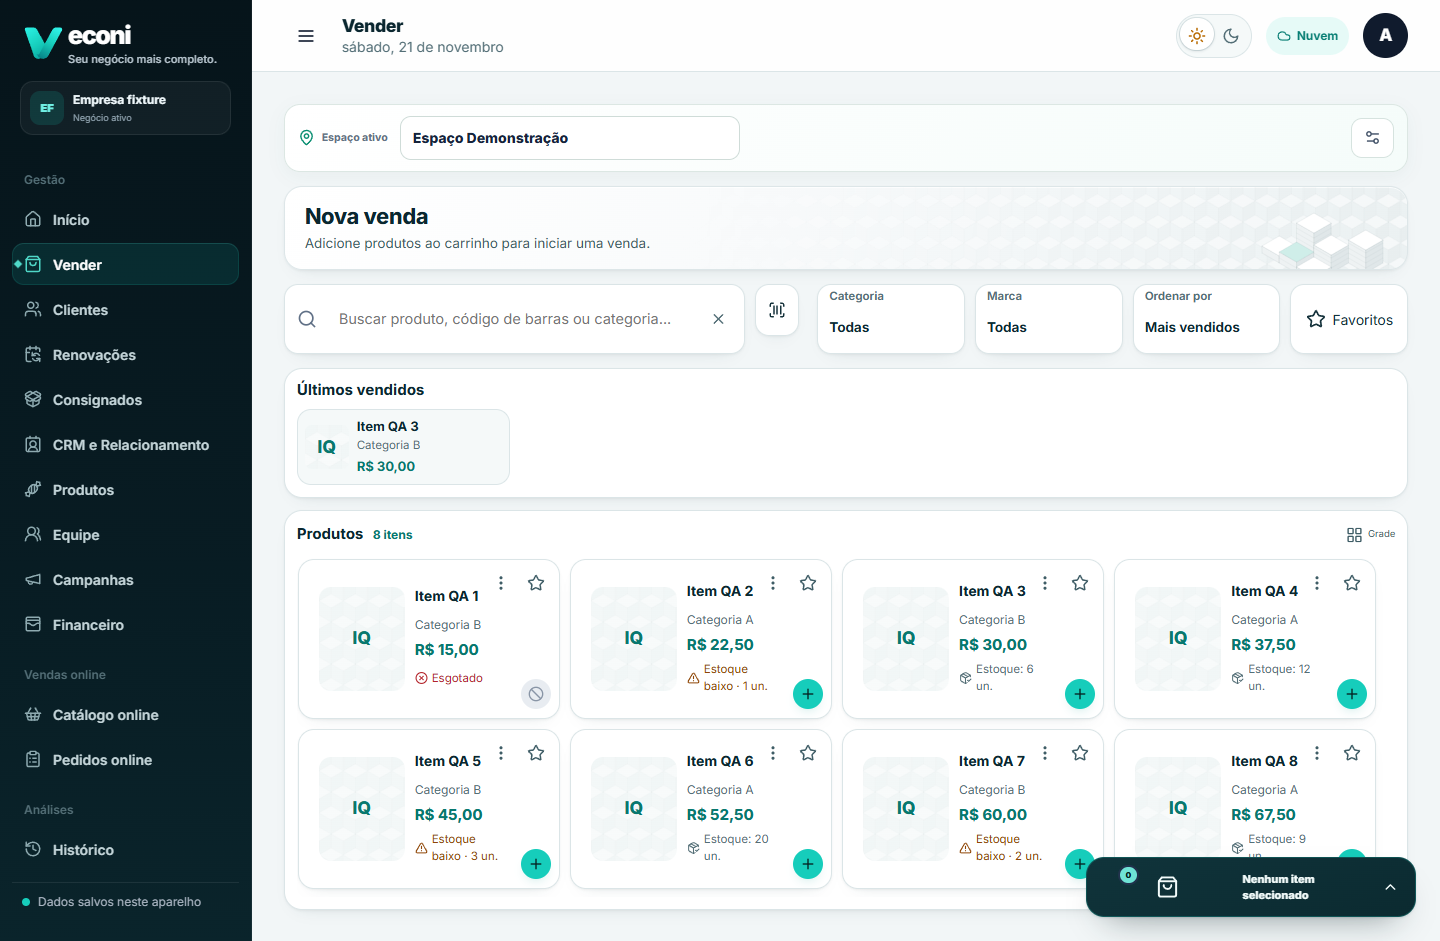 Veconi
Seu negócio mais completo.
EF
Empresa fixture
Negócio ativo
Gestão
Início
Vender
Clientes
Renovações
Consignados
CRM e Relacionamento
Produtos
Equipe
Campanhas
Financeiro
Vendas online
Catálogo online
Pedidos online
Análises
Histórico
Dados salvos neste aparelho
Vender
sábado, 21 de novembro
Nuvem
A
Espaço ativo
Espaço Demonstração
Nova venda
Adicione produtos ao carrinho para iniciar uma venda.
Buscar produto, código de barras ou categoria...
Categoria
Todas
Marca
Todas
Ordenar por
Mais vendidos
Favoritos
Últimos vendidos
IQ
Item QA 3
Categoria B
R$ 30,00
Produtos 8 itens
Grade
IQ
Item QA 1
Categoria B
R$ 15,00
Esgotado
IQ
Item QA 2
Categoria A
R$ 22,50
Estoque
baixo · 1 un.
IQ
Item QA 3
Categoria B
R$ 30,00
Estoque: 6
un.
IQ
Item QA 4
Categoria A
R$ 37,50
Estoque: 12
un.
IQ
Item QA 5
Categoria B
R$ 45,00
Estoque
baixo · 3 un.
IQ
Item QA 6
Categoria A
R$ 52,50
Estoque: 20
un.
IQ
Item QA 7
Categoria B
R$ 60,00
Estoque
baixo · 2 un.
IQ
Item QA 8
Categoria A
R$ 67,50
Estoque: 9
un.
0
Nenhum item
selecionado